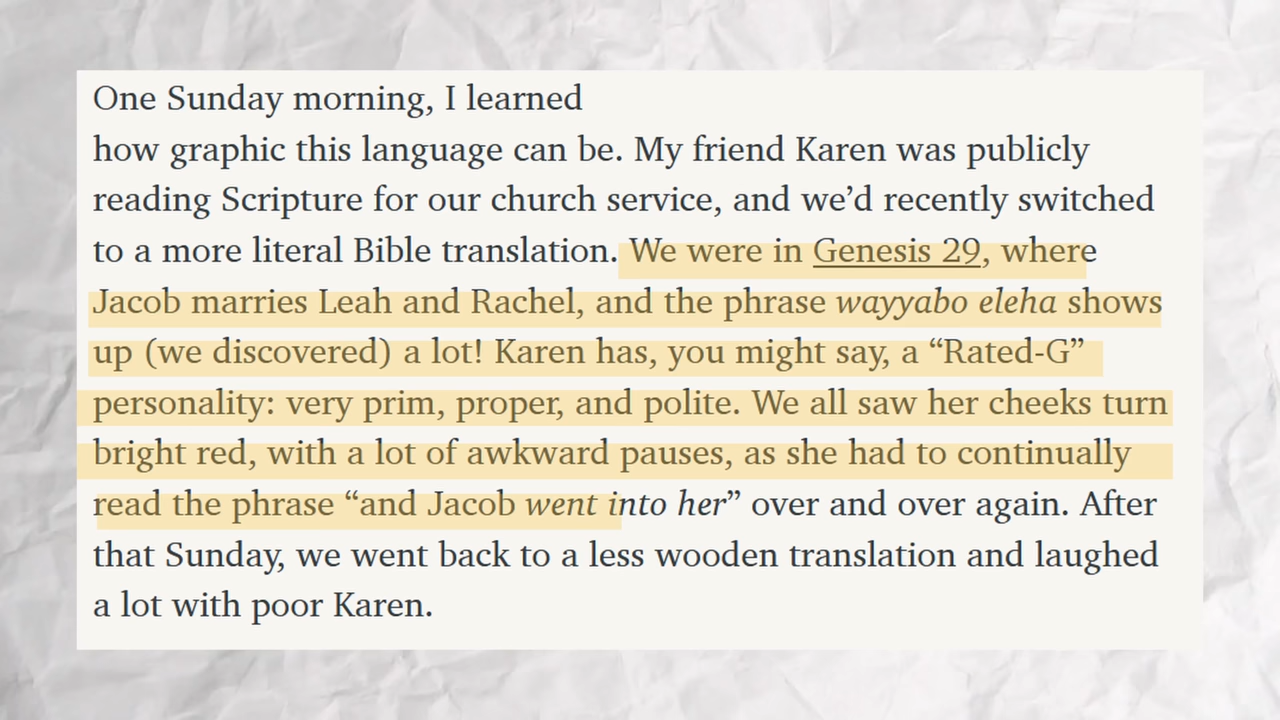 One Sunday morning, I learned
how graphic this language can be. My friend Karen was publicly
reading Scripture for our church service, and we’d recently switched
to a more literal Bible translation. We were in Genesis 29, where
Jacob marries Leah and Rachel, and the phrase wayyabo eleha shows
up (we discovered) a lot! Karen has, you might say, a “Rated-G”
personality: very prim, proper, and polite. We all saw her cheeks turn
bright red, with a lot of awkward pauses, as she had to continually
read the phrase “and Jacob went into her” over and over again. After
that Sunday, we went back to a less wooden translation and laughed
a lot with poor Karen.